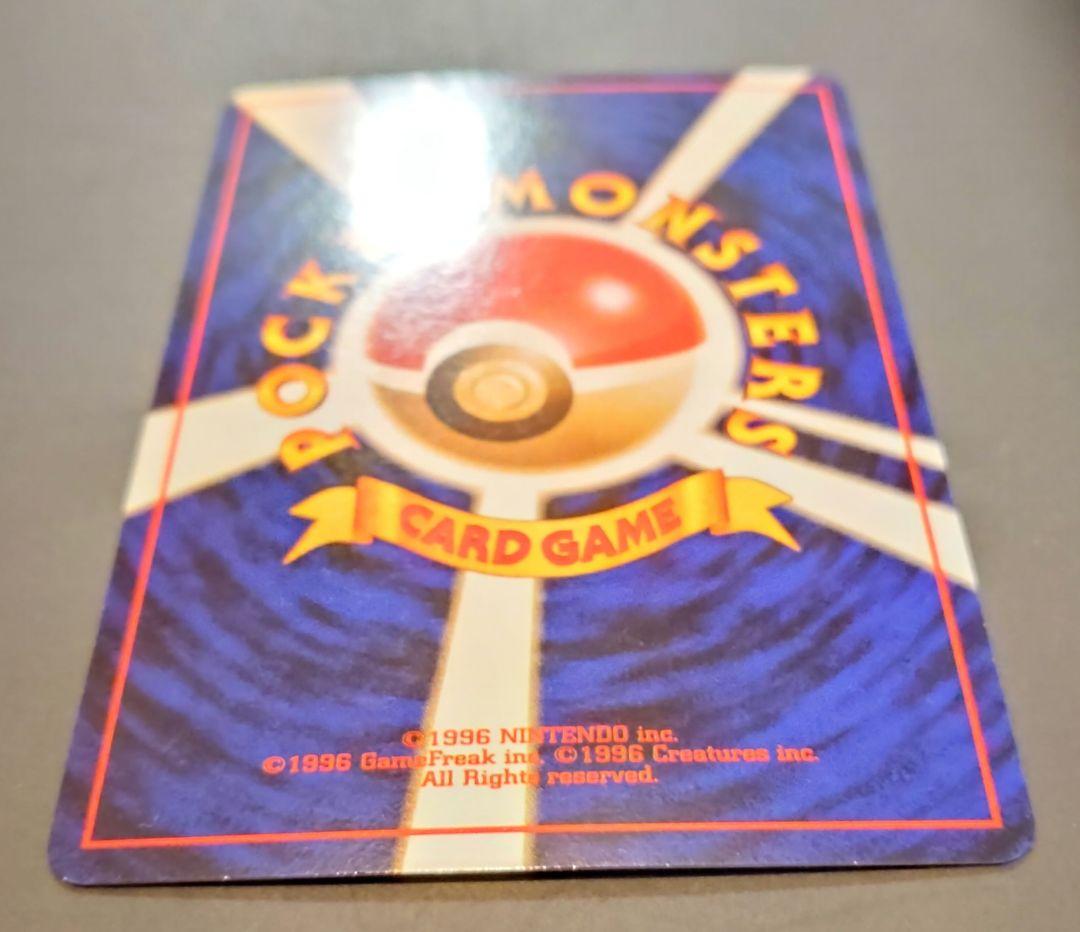 MONSTERS
CARD GAME
©1996 NINTENDO inc.
©1996 GameFreak inc. ©1996 Creatures inc.
All Rights reserved.